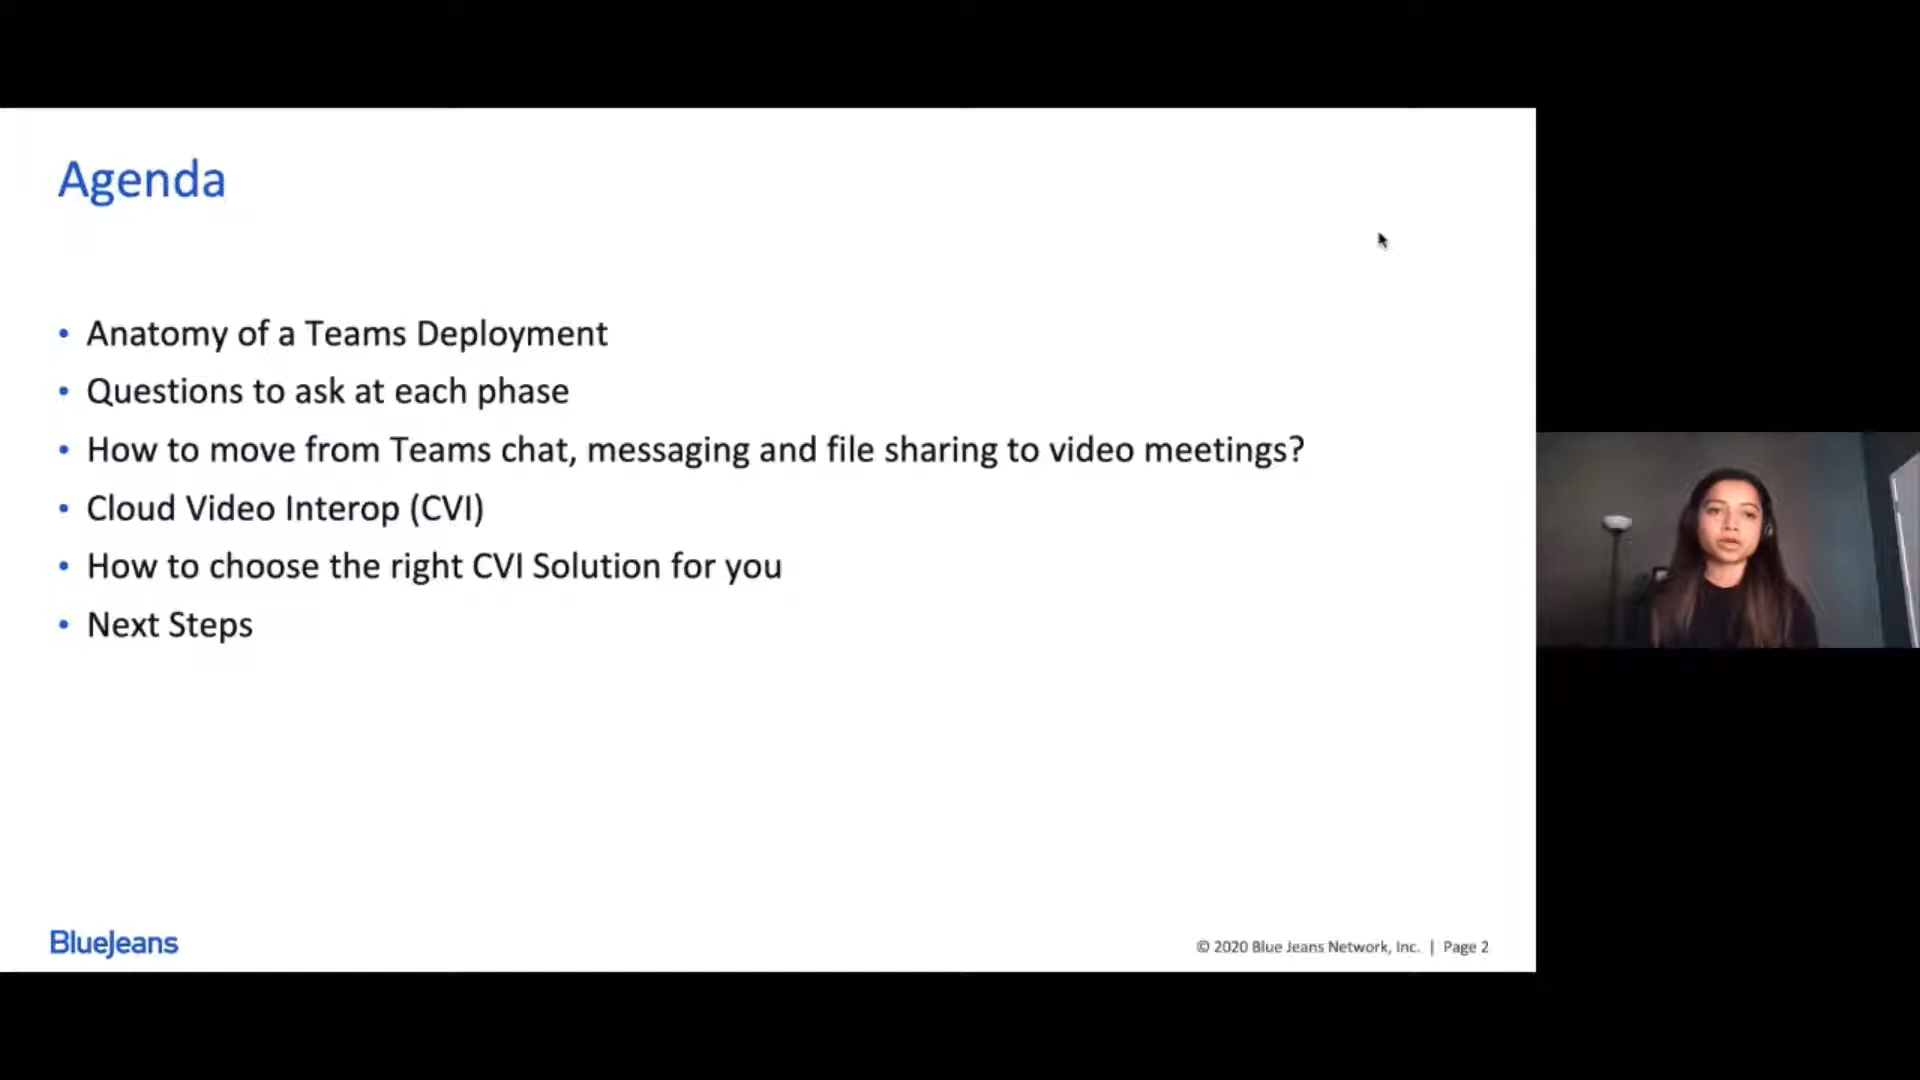 Agenda
• Anatomy of a Teams Deployment
• Questions to ask at each phase
• How to move from Teams chat, messaging and file sharing to video meetings?
• Cloud Video Interop (CVI)
• How to choose the right CVI Solution for you
• Next Steps
BlueJeans
© 2020 Blue Jeans Network, Inc. | Page 2